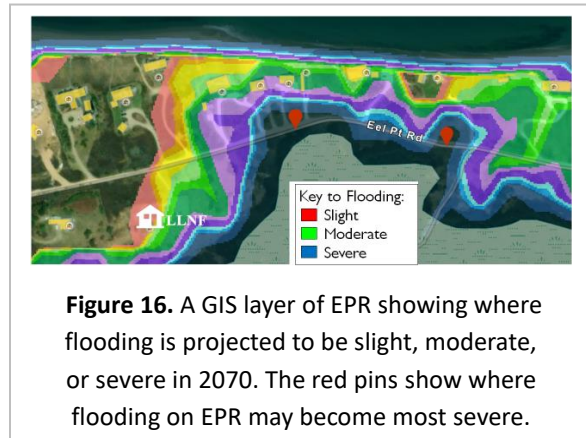 Eel Pt Rd
LLNF
Key to Flooding:
Slight
Moderate
Severe
Figure 16. A GIS layer of EPR showing where
flooding is projected to be slight, moderate,
or severe in 2070. The red pins show where
flooding on EPR may become most severe.